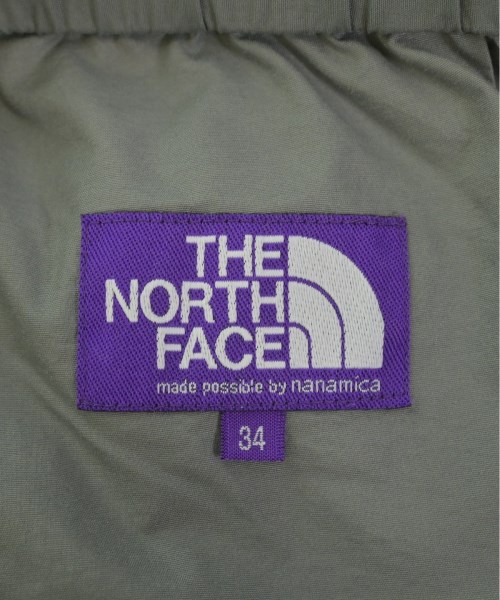 THE
NORTH
FACE
made possible by nanamica
34